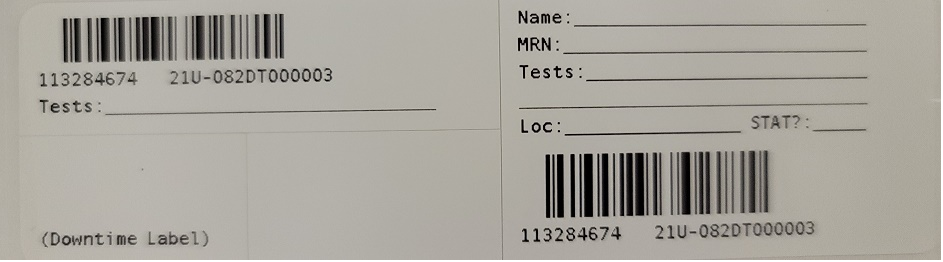 113284674 21U-082DT000003
Tests:
(Downtime Label)
Name:
MRN:
Tests:
Loc: STAT?:
113284674 21U-082DT000003